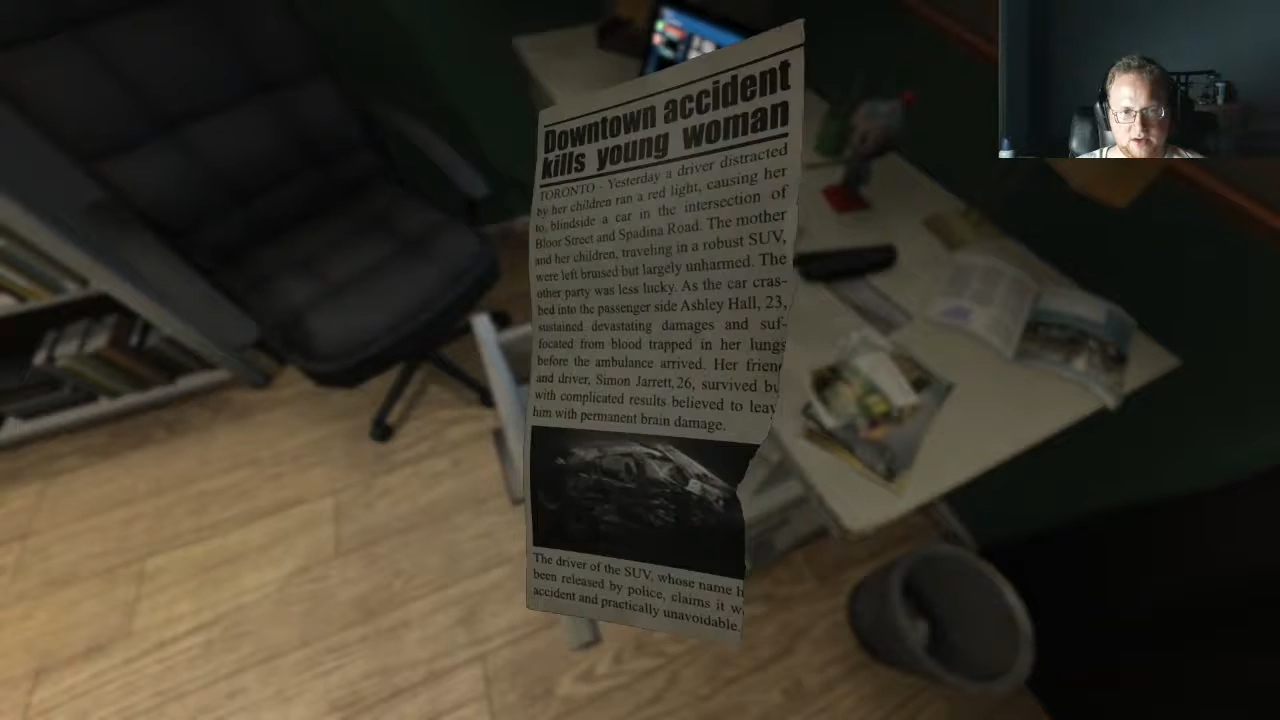 Downtown accident
kills young woman
TORONTO - Yesterday a driver distracted
by her children ran a red light, causing her
to, blindside a car in the intersection of
Bloor Street and Spadina Road. The mother
and her children, traveling in a robust SUV,
were left bruised but largely unharmed. The
other party was less lucky. As the car cras-
hed into the passenger side Ashley Hall, 23,
sustained devastating damages and suf-
focated from blood trapped in her lungs
before the ambulance arrived. Her frien
and driver, Simon Jarrett, 26, survived bu
with complicated results believed to leav
him with permanent brain damage.
The driver of the SUV, whose name h
been released by police, claims it w
accident and practically unavoidable.